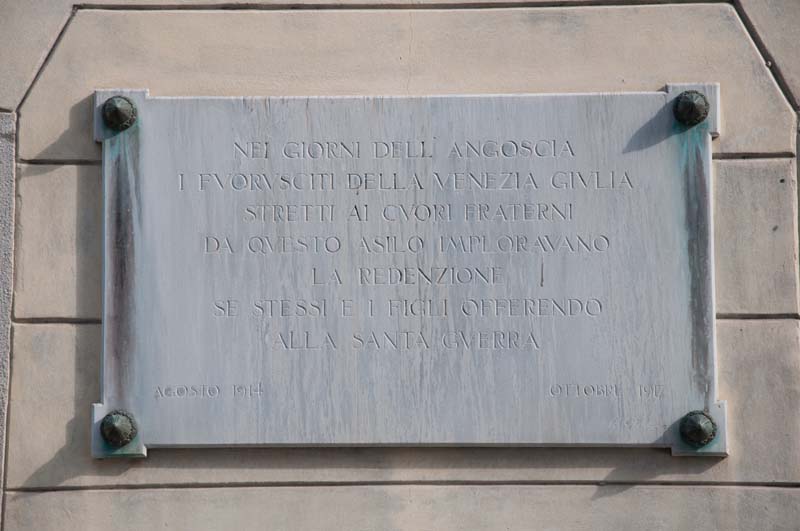 NEI GIORNI DELL' ANGOSCIA
I FVORVSCITI DELLA VENEZIA GIVLIA
STRETTI AI CVORI FRATERNI
DA QVESTO ASILO IMPLORAVANO
LA REDENZIONE
SE STESSI E I FIGLI OFFERENDO
ALLA SANTA GVERRA
AGOSTO 1914 OTTOBRE 1917